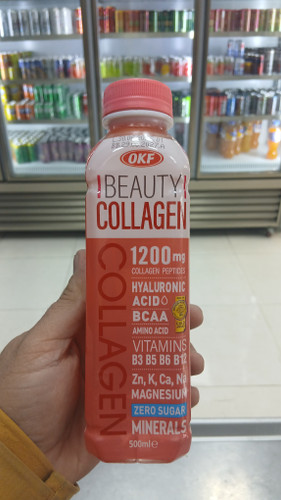 OKF
BEAUTY
COLLAGEN
COLLAGEN
1200mg
COLLAGEN PEPTIDES
HYALURONIC
ACID
BCAA
AMINO ACID
VITAMINS
B3 B5 B6 B12
Zn, K, Ca, Na
MAGNESIUM
ZERO SUGAR
MINERALS
500ml e